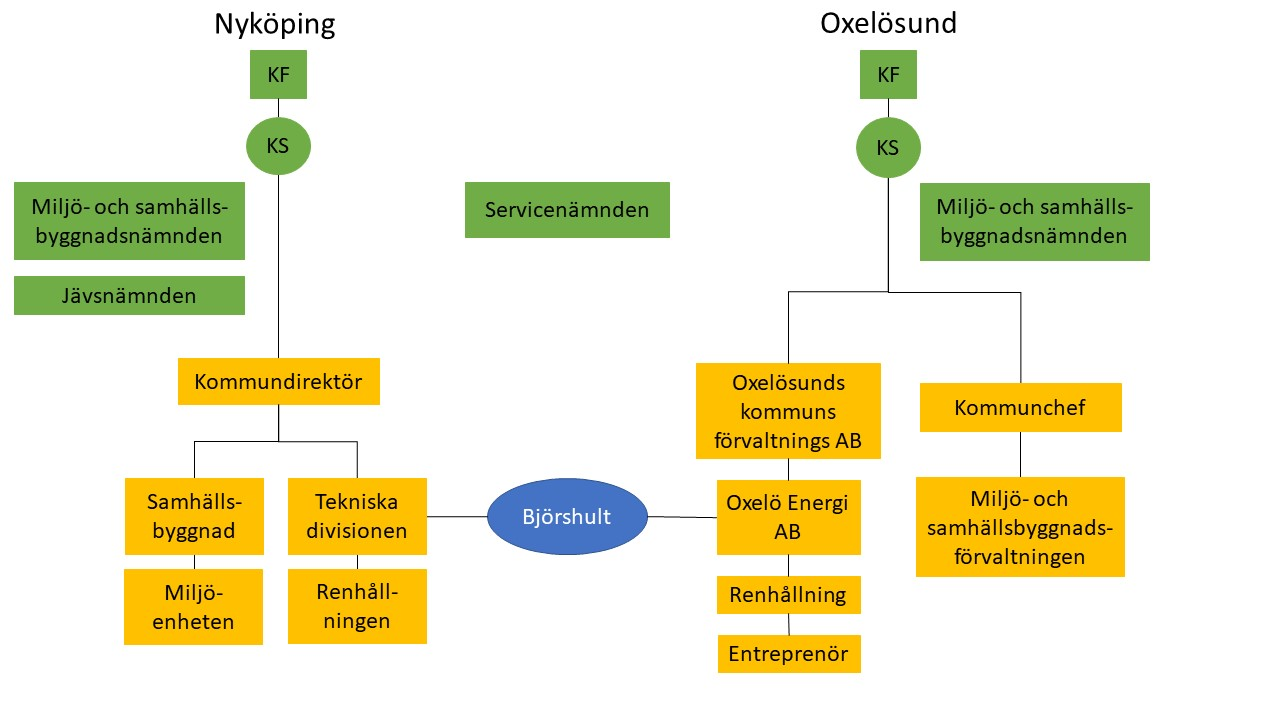 Nyköping
Oxelösund
KF
KF
KS
KS
Miljö- och samhälls-
byggnadsnämnden
Servicenämnden
Miljö- och samhälls-
byggnadsnämnden
Jävsnämnden
Kommundirektör
Oxelösunds
kommuns
förvaltnings AB
Kommunchef
Samhälls-
byggnad
Tekniska
divisionen
Björshult
Oxelö Energi
AB
Miljö- och
samhällsbyggnads-
förvaltningen
Miljö-
enheten
Renhåll-
ningen
Renhållning
Entreprenör